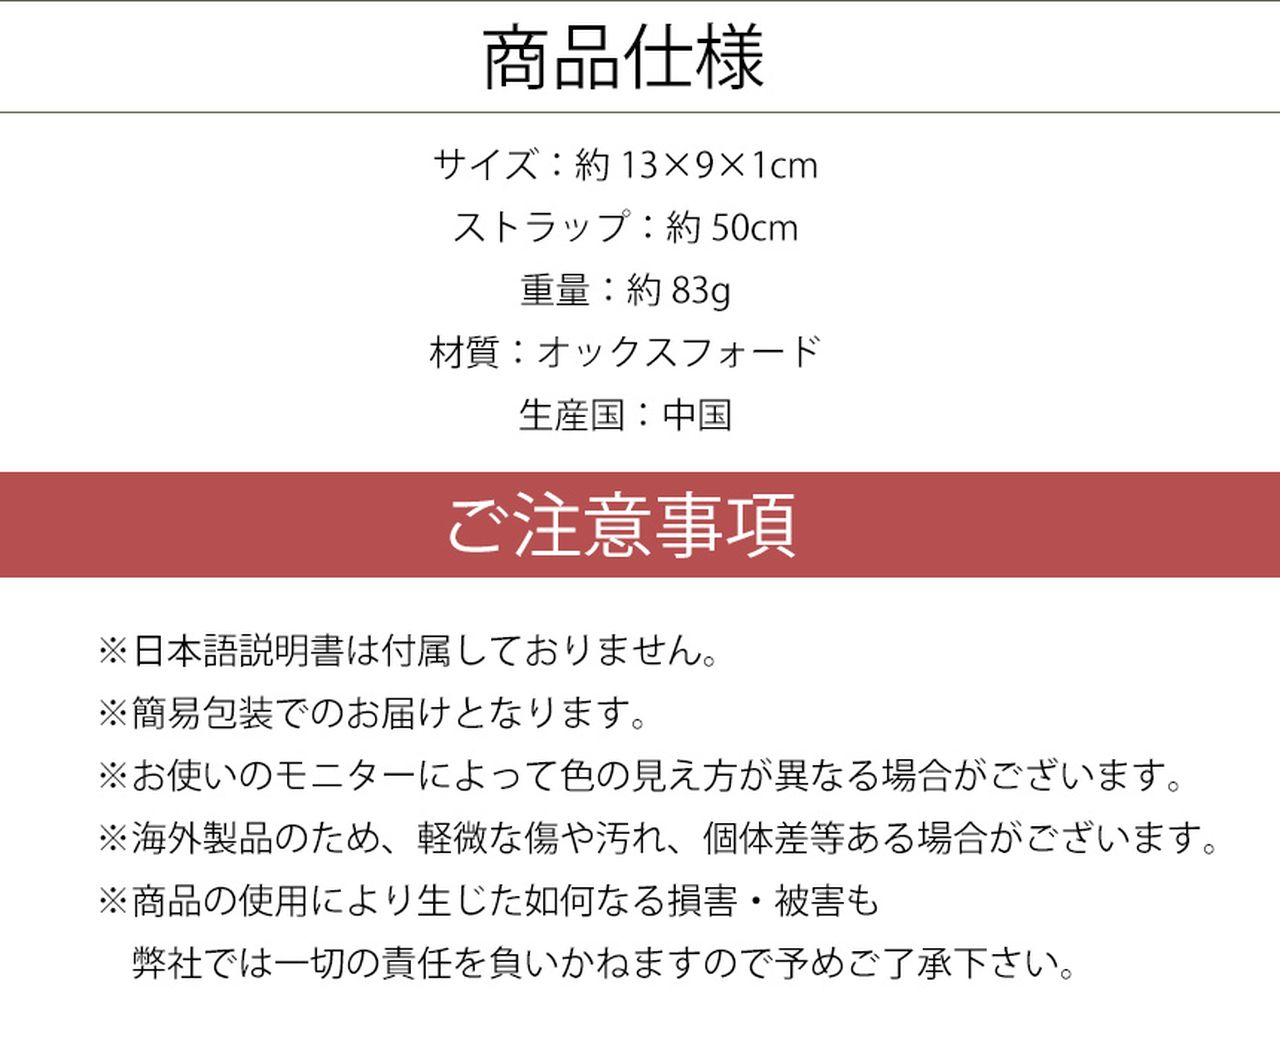 商品仕様
サイズ：約 13×9×1cm
ストラップ：約 50cm
重量：約 83g
材質：オックスフォード
生産国：中国
ご注意事項
※日本語説明書は付属しておりません。
※簡易包装でのお届けとなります。
※お使いのモニターによって色の見え方が異なる場合がございます。
※海外製品のため、軽微な傷や汚れ、個体差等ある場合がございます。
※商品の使用により生じた如何なる損害・被害も
弊社では一切の責任を負いかねますので予めご了承下さい。